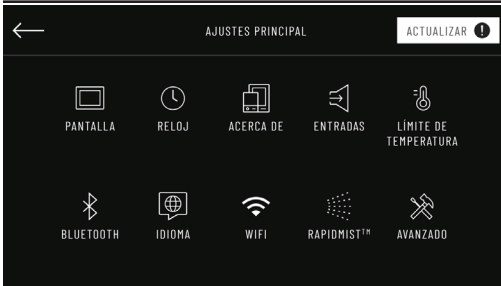 AJUSTES PRINCIPAL
ACTUALIZAR !
PANTALLA
RELOJ
ACERCA DE
ENTRADAS
LÍMITE DE
TEMPERATURA
BLUETOOTH
IDIOMA
WIFI
RAPIDMIST™
AVANZADO